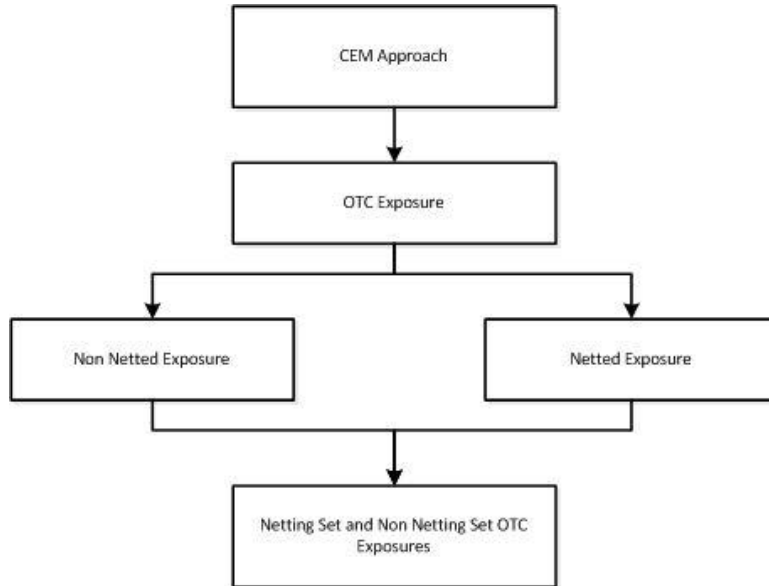 CEM Approach
OTC Exposure
Non Netted Exposure
Netted Exposure
Netting Set and Non Netting Set OTC
Exposures